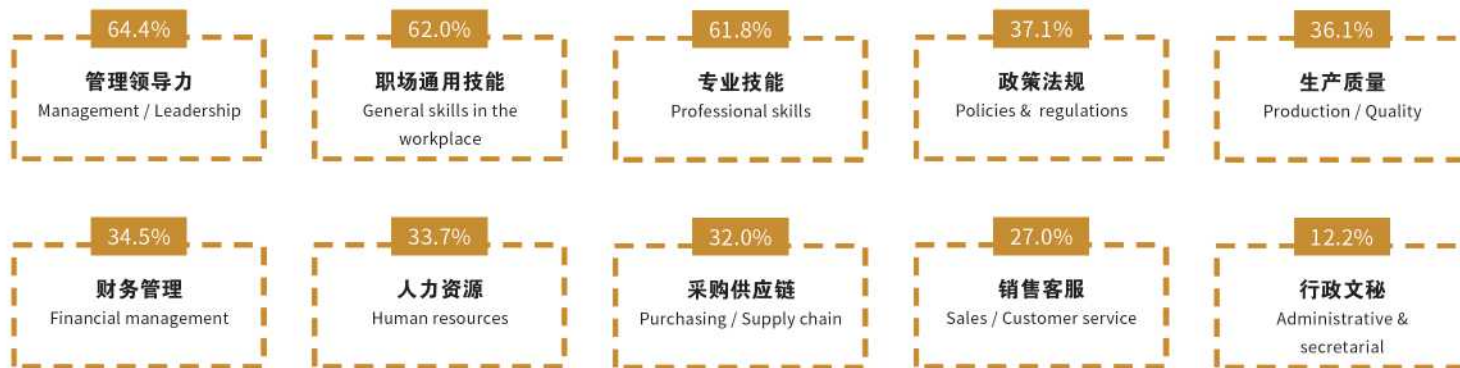 64.4%
管理领导力
Management / Leadership
62.0%
职场通用技能
General skills in the
workplace
61.8%
专业技能
Professional skills
37.1%
政策法规
Policies & regulations
36.1%
生产质量
Production / Quality
34.5%
财务管理
Financial management
33.7%
人力资源
Human resources
32.0%
采购供应链
Purchasing / Supply chain
27.0%
销售客服
Sales / Customer service
12.2%
行政文秘
Administrative &
secretarial